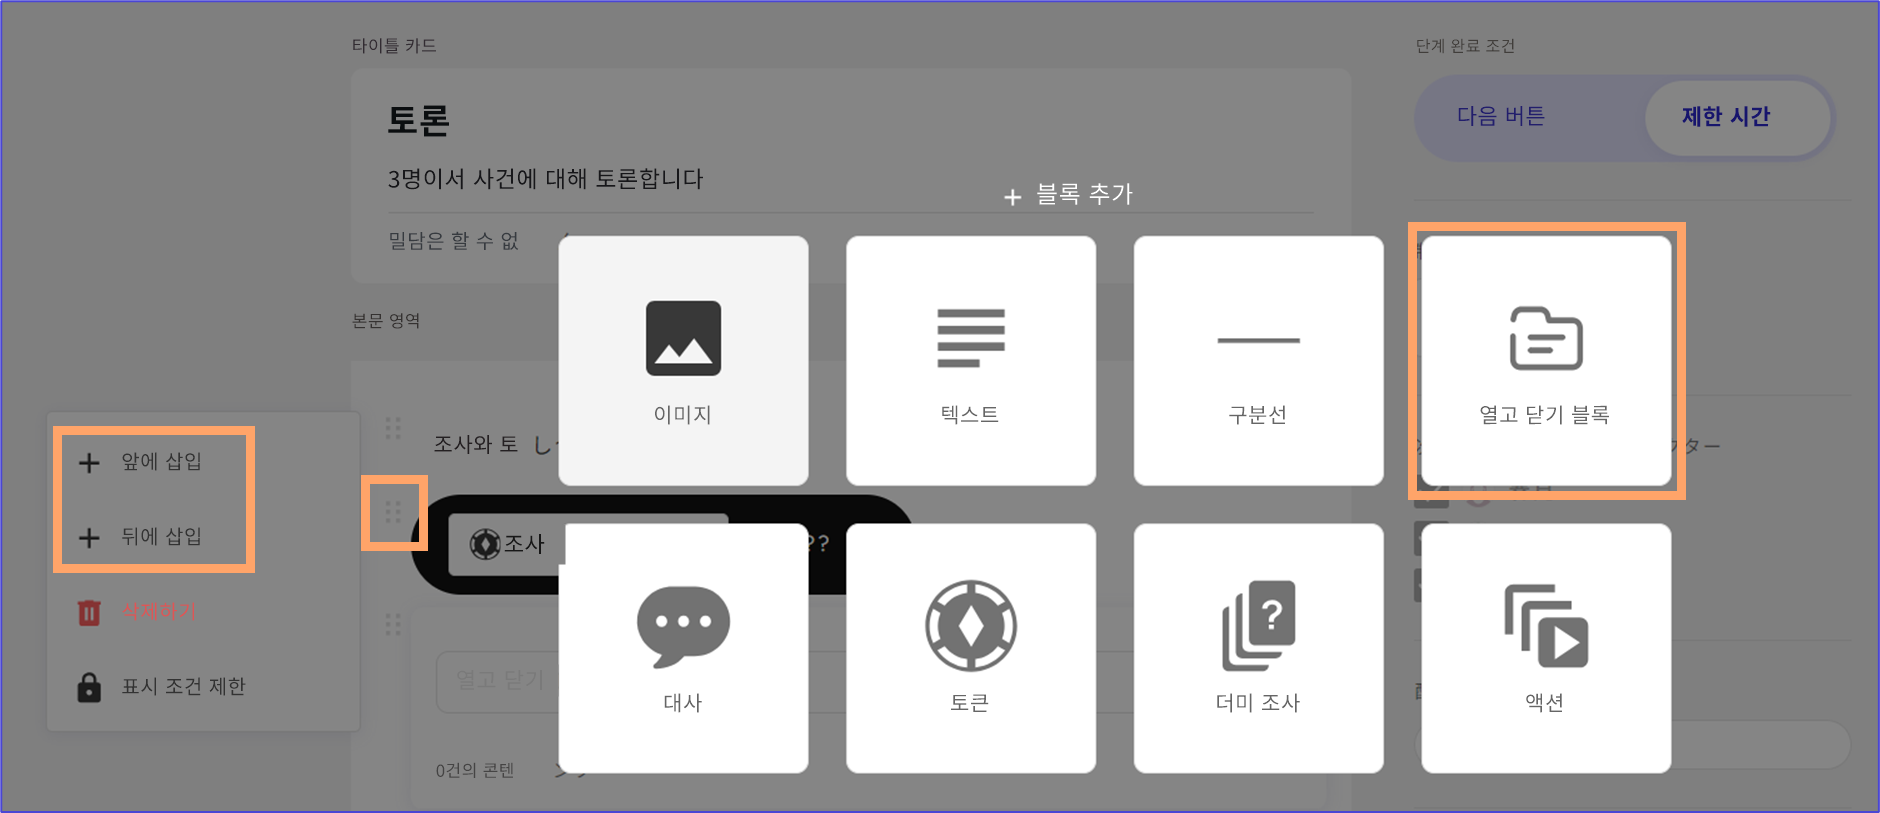 타이틀 카드
토론
3명이서 사건에 대해 토론합니다
밀담은 할 수 없
본문 영역
조사와 토 し
조사 ??
열고 닫기
0건의 콘텐
단계 완료 조건
다음 버튼
제한 시간
ター
앞에 삽입
뒤에 삽입
삭제하기
표시 조건 제한
+ 블록 추가
이미지
텍스트
구분선
열고 닫기 블록
대사
토큰
더미 조사
?
액션